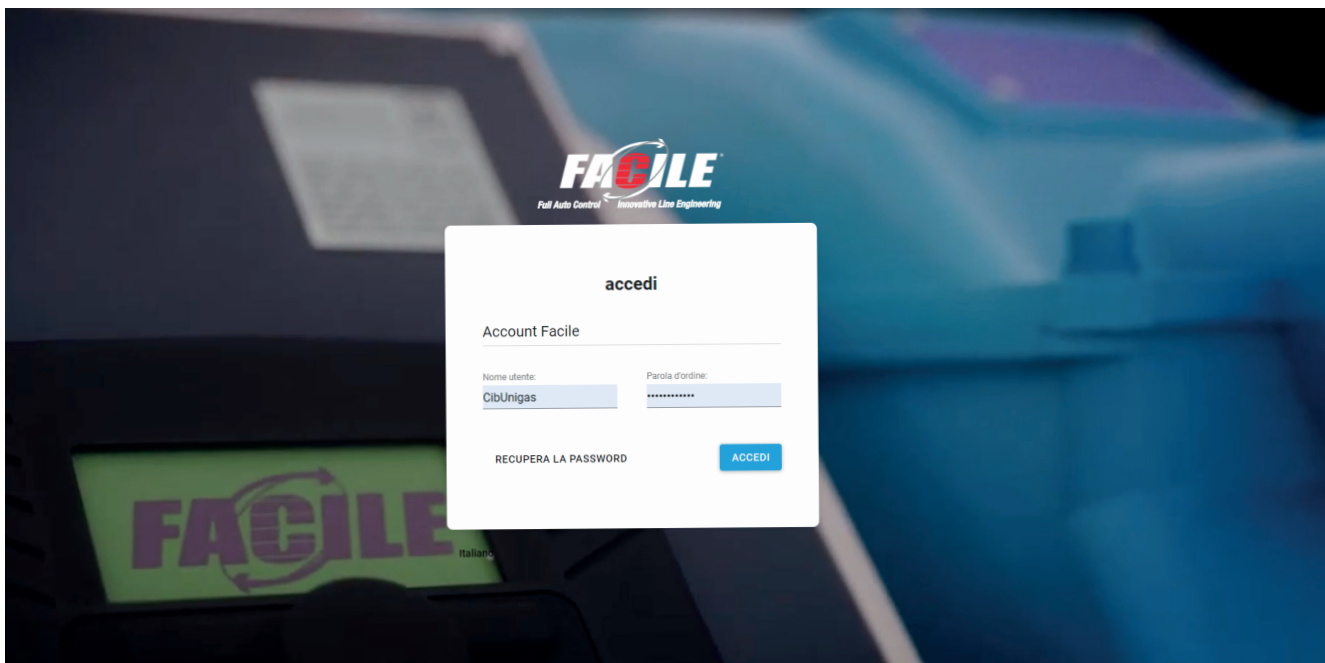 FACILE
Full Auto Control Innovative Line Engineering
accedi
Account Facile
Nome utente:
Parola d'ordine:
CibUnigas
••••••••••••
RECUPERA LA PASSWORD
ACCEDI
FACILE
Italiano